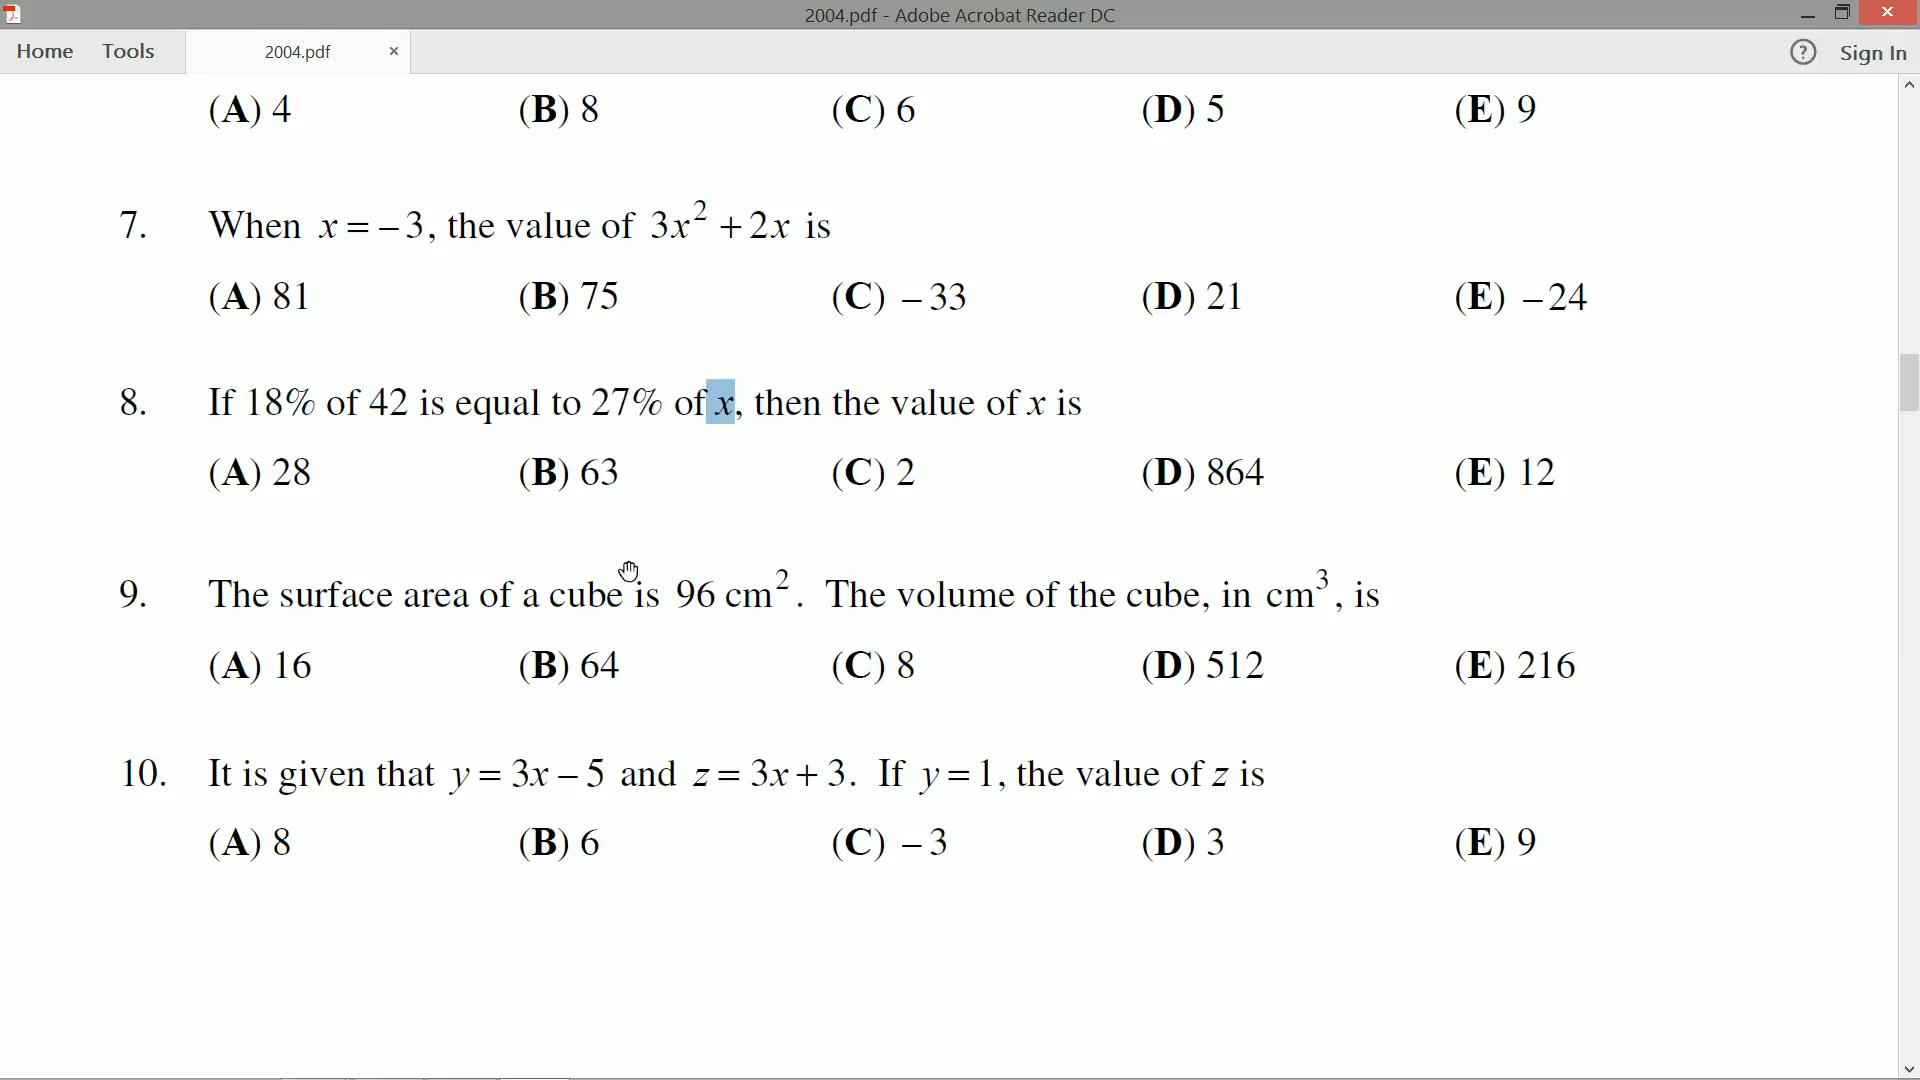 2004.pdf - Adobe Acrobat Reader DC
Home Tools 2004.pdf × ? Sign In
(A) 4 (B) 8 (C) 6 (D) 5 (E) 9
7. When x = – 3, the value of 3x² + 2x is
(A) 81 (B) 75 (C) – 33 (D) 21 (E) – 24
8. If 18% of 42 is equal to 27% of x, then the value of x is
(A) 28 (B) 63 (C) 2 (D) 864 (E) 12
9. The surface area of a cube is 96 cm². The volume of the cube, in cm³, is
(A) 16 (B) 64 (C) 8 (D) 512 (E) 216
10. It is given that y = 3x – 5 and z = 3x + 3. If y = 1, the value of z is
(A) 8 (B) 6 (C) – 3 (D) 3 (E) 9